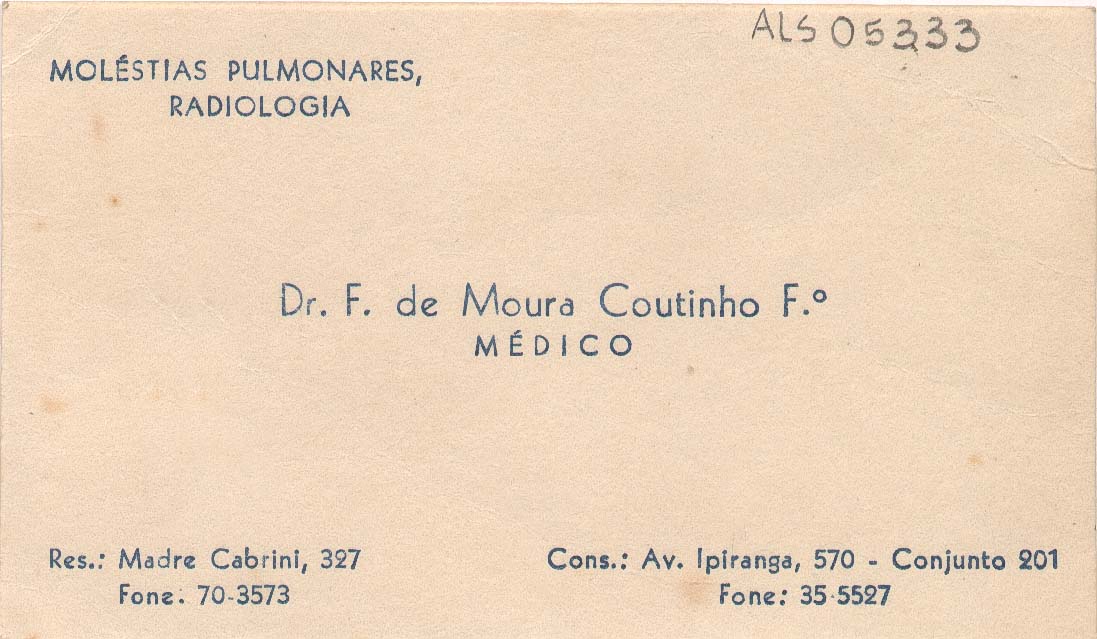 ALS 05333
MOLÉSTIAS PULMONARES,
RADIOLOGIA
Dr. F. de Moura Coutinho F.º
MÉDICO
Res.: Madre Cabrini, 327
Fone: 70-3573
Cons.: Av. Ipiranga, 570 - Conjunto 201
Fone: 35-5527